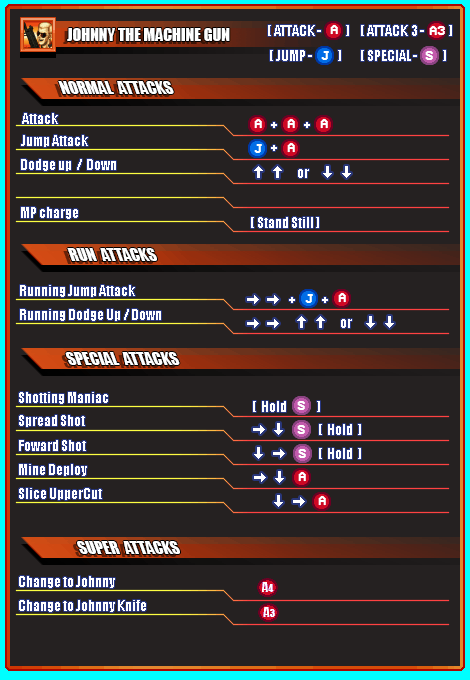 JOHNNY THE MACHINE GUN
[ ATTACK - A ] [ ATTACK 3 - A3 ]
[ JUMP - J ] [ SPECIAL - S ]
NORMAL ATTACKS
Attack A + A + A
Jump Attack J + A
Dodge up / Down ↑ ↑ or ↓ ↓
MP charge [ Stand Still ]
RUN ATTACKS
Running Jump Attack → → + J + A
Running Dodge Up / Down → → ↑ ↑ or ↓ ↓
SPECIAL ATTACKS
Shotting Maniac [ Hold S ]
Spread Shot → ↓ S [ Hold ]
Foward Shot ↓ → S [ Hold ]
Mine Deploy → ↓ A
Slice UpperCut ↓ → A
SUPER ATTACKS
Change to Johnny A4
Change to Johnny Knife A3